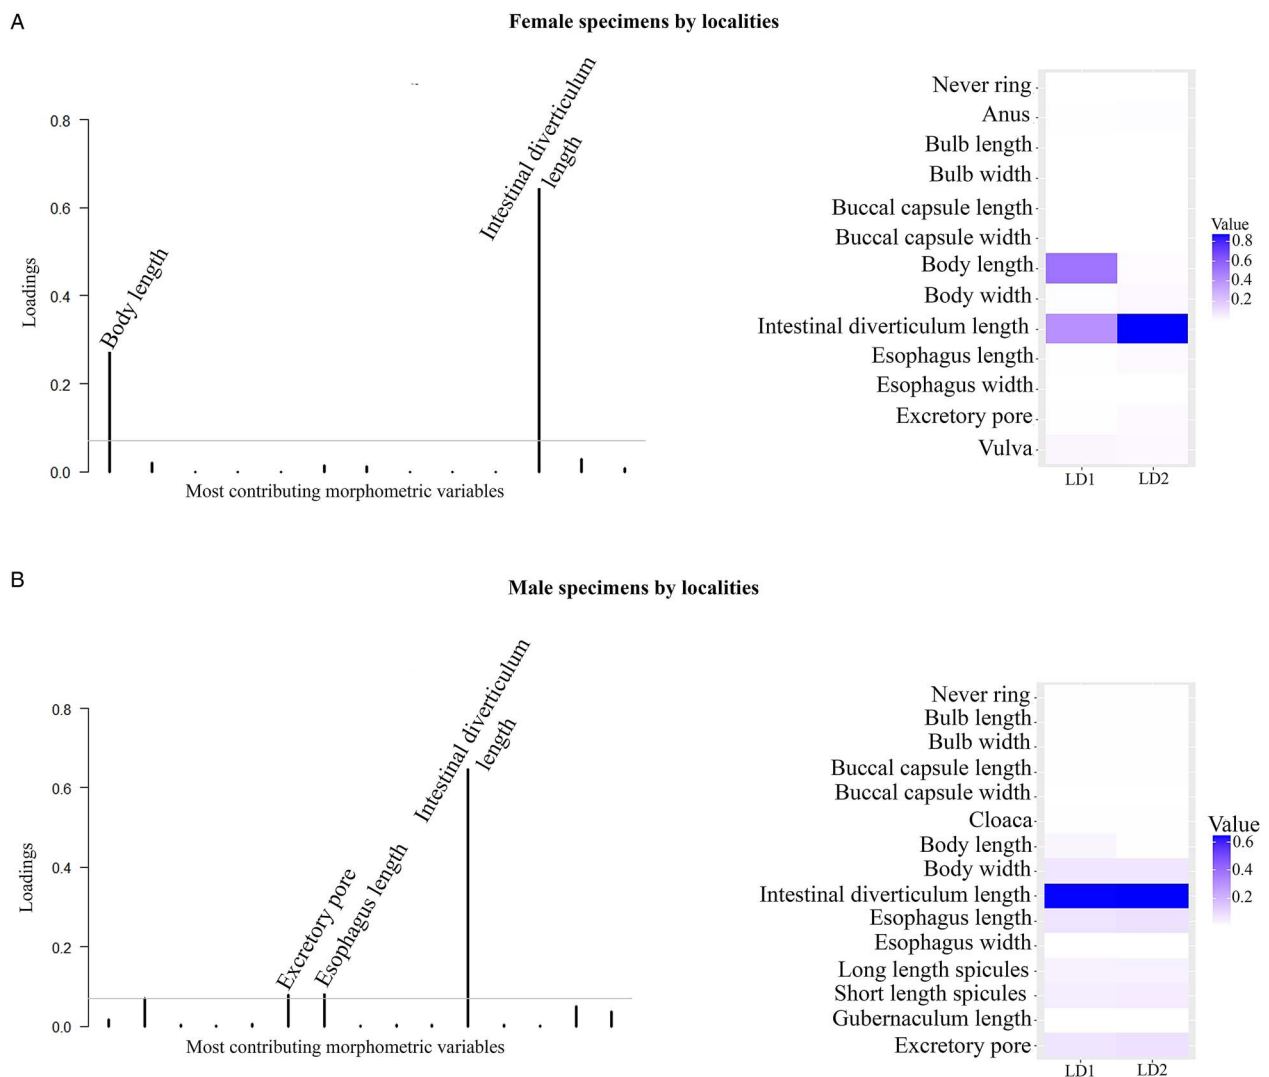 A
Female specimens by localities
0.8
0.6
0.4
0.2
0.0
Loadings
Body length
Intestinal diverticulum
length
Most contributing morphometric variables
Never ring
Anus
Bulb length
Bulb width
Buccal capsule length
Buccal capsule width
Body length
Body width
Intestinal diverticulum length
Esophagus length
Esophagus width
Excretory pore
Vulva
LD1 LD2
Value
0.8
0.6
0.4
0.2
B
Male specimens by localities
0.8
0.6
0.4
0.2
0.0
Loadings
Excretory pore
Esophagus length
Intestinal diverticulum
length
Most contributing morphometric variables
Never ring
Bulb length
Bulb width
Buccal capsule length
Buccal capsule width
Cloaca
Body length
Body width
Intestinal diverticulum length
Esophagus length
Esophagus width
Long length spicules
Short length spicules
Gubernaculum length
Excretory pore
LD1 LD2
Value
0.6
0.4
0.2